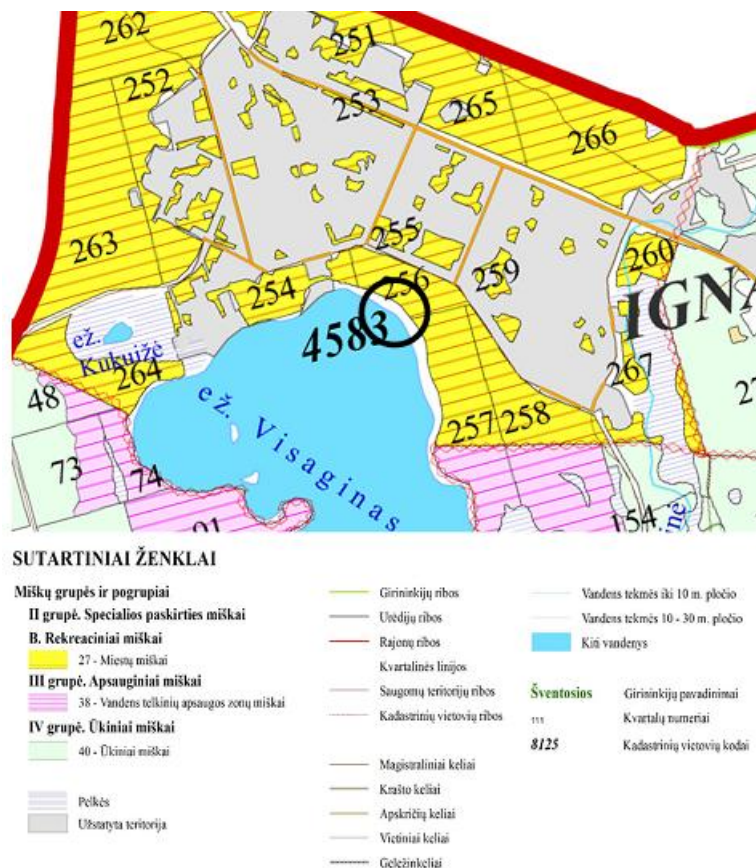 262
251
252
253
265
266
263
255
260
254
256
259
IGNA
4583
ež.
Kukuižė
264
267
48
27
ež. Visaginas
257
258
73
74
91
154
inė
SUTARTINIAI ŽENKLAI
Miškų grupės ir pogrupiai
II grupė. Specialios paskirties miškai
B. Rekreaciniai miškai
27 - Miestų miškai
III grupė. Apsauginiai miškai
38 - Vandens telkinių apsaugos zonų miškai
IV grupė. Ūkiniai miškai
40 - Ūkiniai miškai
Pelkės
Užstatyta teritorija
Girininkijų ribos
Urėdijų ribos
Rajonų ribos
Kvartalinės linijos
Saugomų teritorijų ribos
Kadastrinių vietovių ribos
Magistraliniai keliai
Krašto keliai
Apskričių keliai
Vietiniai keliai
Geležinkeliai
Vandens tėkmės iki 10 m. pločio
Vandens tėkmės 10 - 30 m. pločio
Kiti vandenys
Šventosios Girininkijų pavadinimai
111 Kvartalų numeriai
8125 Kadastrinių vietovių kodai